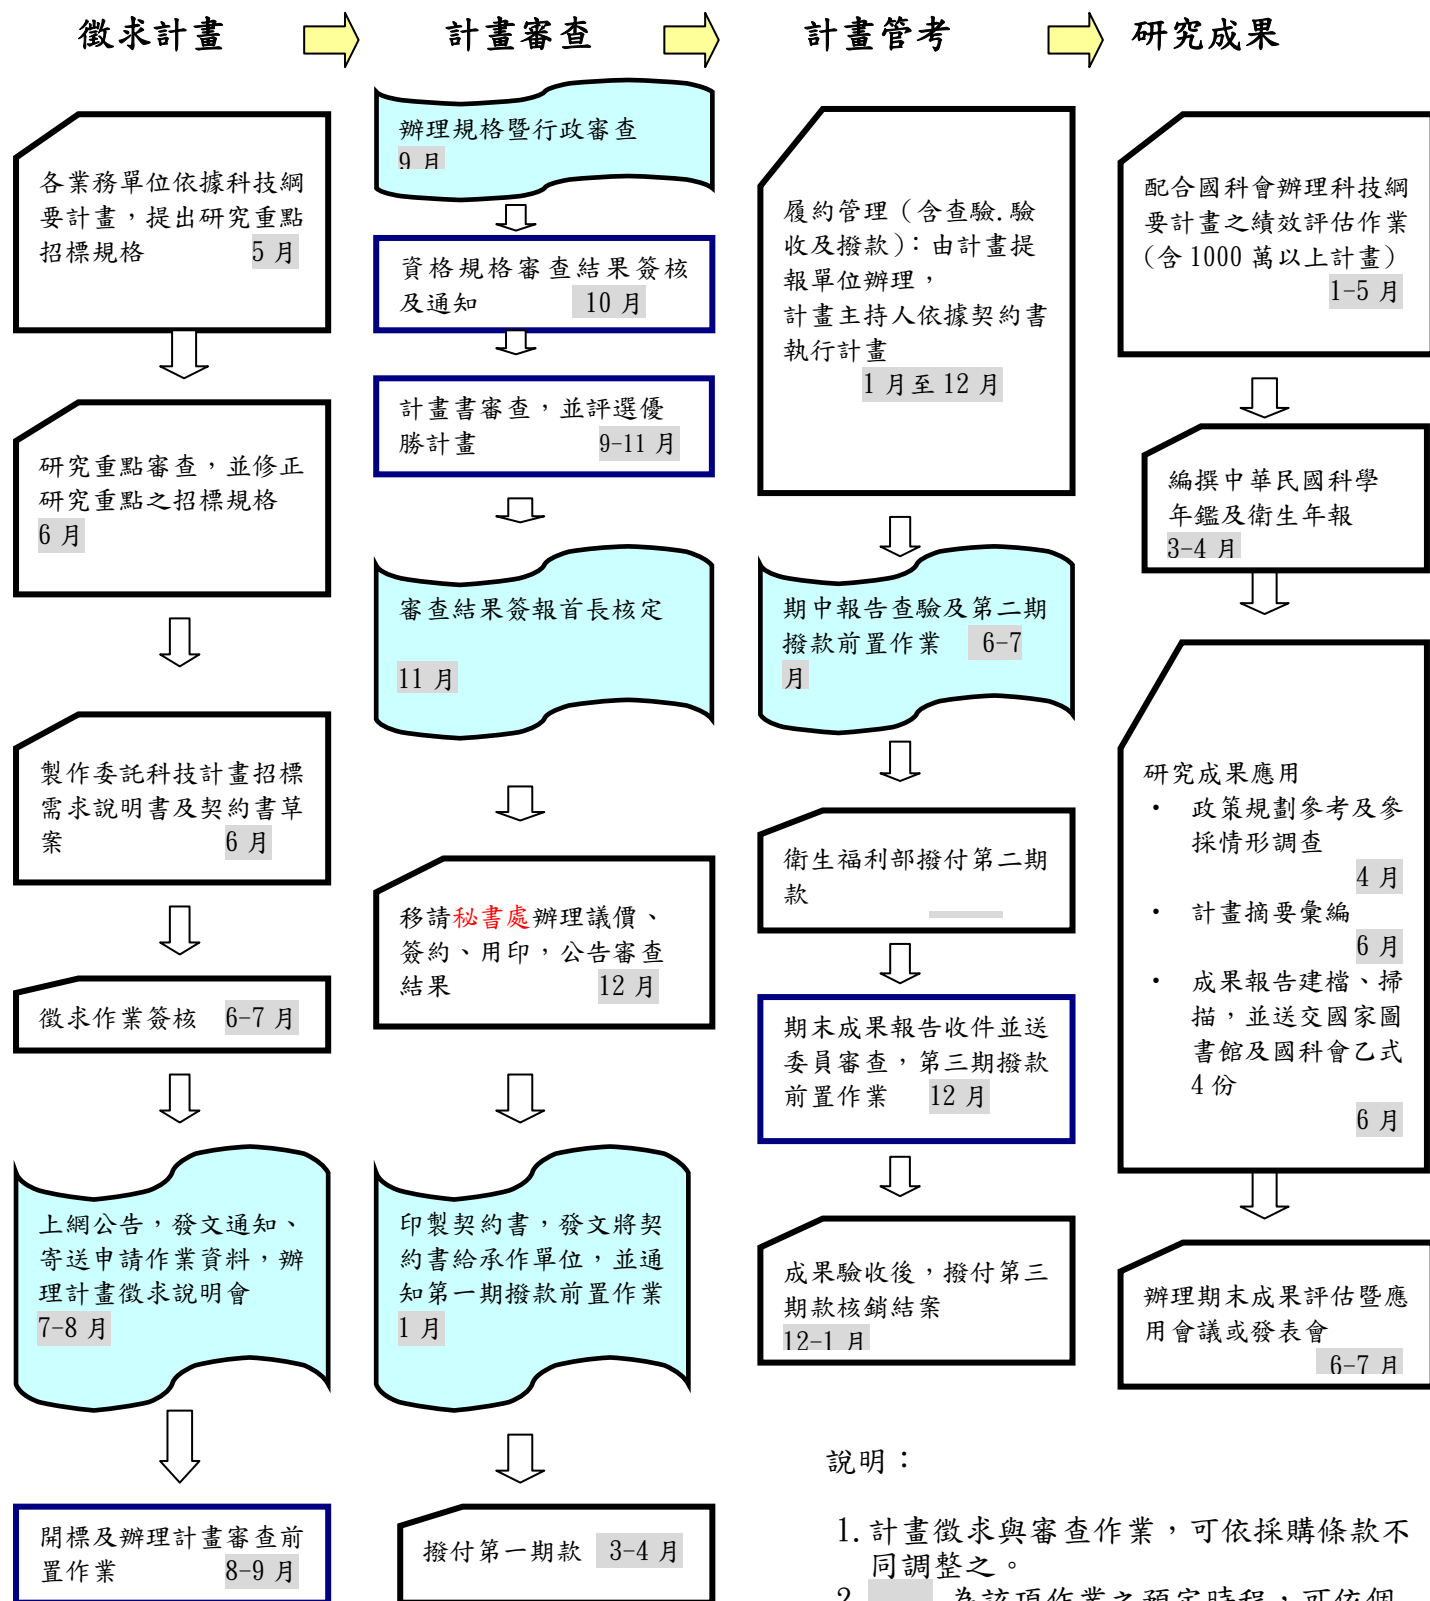 徵求計畫
計畫審查
計畫管考
研究成果
各業務單位依據科技綱
要計畫，提出研究重點
招標規格 5 月
研究重點審查，並修正
研究重點之招標規格
6 月
製作委託科技計畫招標
需求說明書及契約書草
案 6 月
徵求作業簽核 6-7 月
上網公告，發文通知、
寄送申請作業資料，辦
理計畫徵求說明會
7-8 月
開標及辦理計畫審查前
置作業 8-9 月
辦理規格暨行政審查
9 月
資格規格審查結果簽核
及通知 10 月
計畫書審查，並評選優
勝計畫 9-11 月
審查結果簽報首長核定
11 月
移請秘書處辦理議價、
簽約、用印，公告審查
結果 12 月
印製契約書，發文將契
約書給承作單位，並通
知第一期撥款前置作業
1 月
撥付第一期款 3-4 月
履約管理（含查驗.驗
收及撥款）：由計畫提
報單位辦理，
計畫主持人依據契約書
執行計畫
1 月至 12 月
期中報告查驗及第二期
撥款前置作業 6-7
月
衛生福利部撥付第二期
款
期末成果報告收件並送
委員審查，第三期撥款
前置作業 12 月
成果驗收後，撥付第三
期款核銷結案
12-1 月
配合國科會辦理科技綱
要計畫之績效評估作業
（含 1000 萬以上計畫）
1-5 月
編撰中華民國科學
年鑑及衛生年報
3-4 月
研究成果應用
‧ 政策規劃參考及參
採情形調查
4 月
‧ 計畫摘要彙編
6 月
‧ 成果報告建檔、掃
描，並送交國家圖
書館及國科會乙式
4 份
6 月
辦理期末成果評估暨應
用會議或發表會
6-7 月
說明：
1. 計畫徵求與審查作業，可依採購條款不
同調整之。
2. 為該項作業之預定時程，可依個